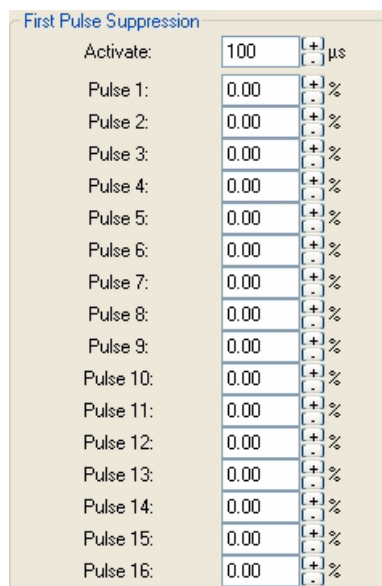 First Pulse Suppression
Activate: 100 + - µs
Pulse 1: 0.00 + - %
Pulse 2: 0.00 + - %
Pulse 3: 0.00 + - %
Pulse 4: 0.00 + - %
Pulse 5: 0.00 + - %
Pulse 6: 0.00 + - %
Pulse 7: 0.00 + - %
Pulse 8: 0.00 + - %
Pulse 9: 0.00 + - %
Pulse 10: 0.00 + - %
Pulse 11: 0.00 + - %
Pulse 12: 0.00 + - %
Pulse 13: 0.00 + - %
Pulse 14: 0.00 + - %
Pulse 15: 0.00 + - %
Pulse 16: 0.00 + - %